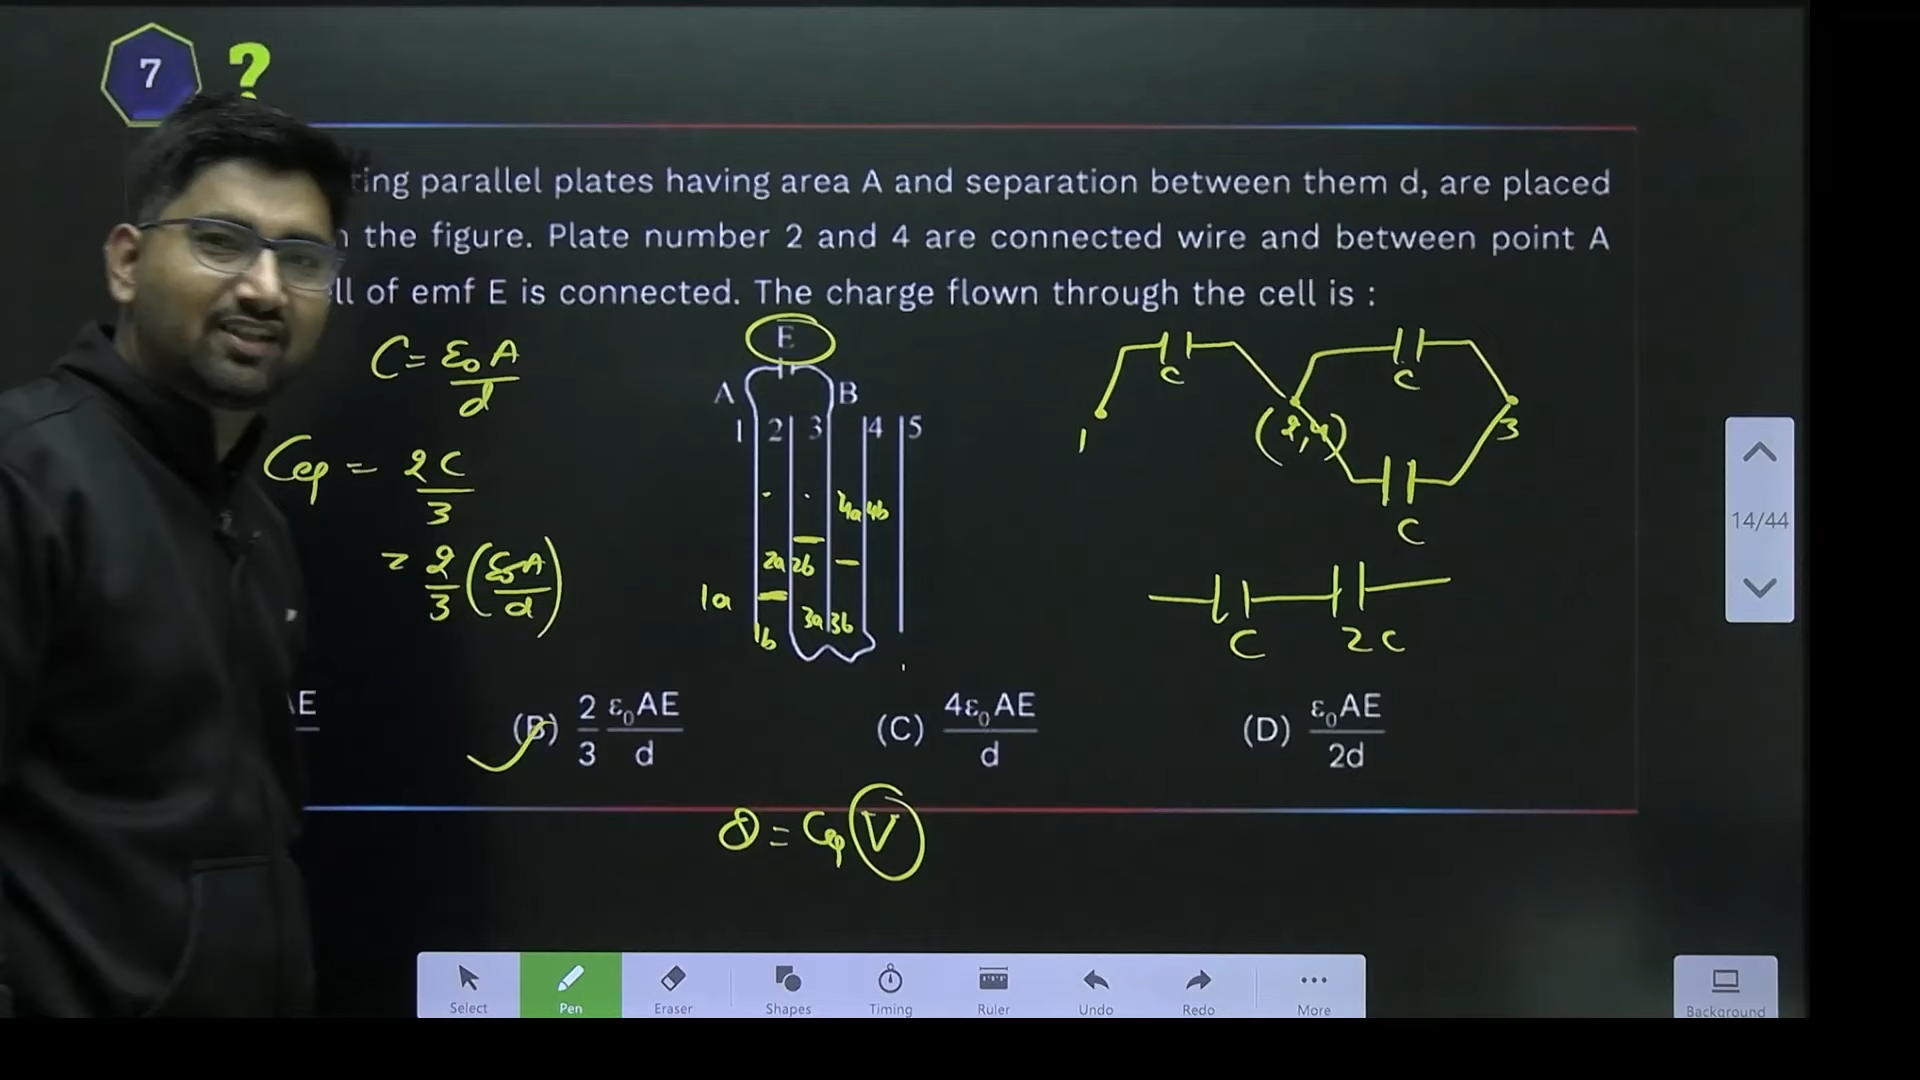 7 ?
ting parallel plates having area A and separation between them d, are placed
the figure. Plate number 2 and 4 are connected wire and between point A
ll of emf E is connected. The charge flown through the cell is :
C = ε₀A/d
E
A B
1 2 3 4 5
C
C
1
(2,4)
3
C
Ceq = 2C/3
= 2/3 (ε₀A/d)
4a 4b
2a 2b
1a
1b
3a 3b
C 2C
AE
(B) 2/3 ε₀AE/d
(C) 4ε₀AE/d
(D) ε₀AE/2d
Q = Ceq V
14/44
Select Pen Eraser Shapes Timing Ruler Undo Redo More Background